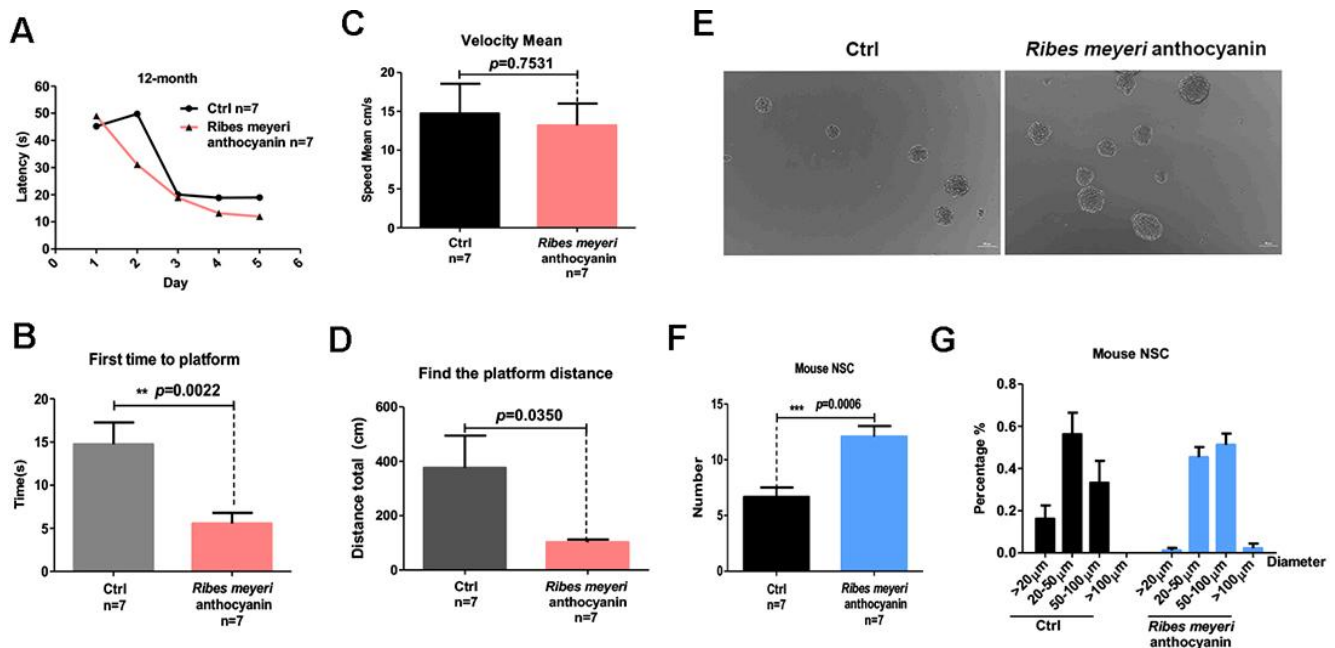 A
12-month
Ctrl n=7
Ribes meyeri
anthocyanin n=7
Latency (s)
60
50
40
30
20
10
0
0 1 2 3 4 5 6
Day
B
First time to platform
** p=0.0022
Time(s)
20
15
10
5
0
Ctrl
n=7
Ribes meyeri
anthocyanin
n=7
C
Velocity Mean
p=0.7531
Speed Mean cm/s
20
15
10
5
0
Ctrl
n=7
Ribes meyeri
anthocyanin
n=7
D
Find the platform distance
p=0.0350
Distance total (cm)
600
400
200
0
Ctrl
n=7
Ribes meyeri
anthocyanin
n=7
E
Ctrl
Ribes meyeri anthocyanin
F
Mouse NSC
*** p=0.0006
Number
15
10
5
0
Ctrl
n=7
Ribes meyeri
anthocyanin
n=7
G
Mouse NSC
Percentage %
0.8
0.6
0.4
0.2
0.0
>20μm 20-50μm 50-100μm >100μm >20μm 20-50μm 50-100μm >100μm Diameter
Ctrl
Ribes meyeri
anthocyanin